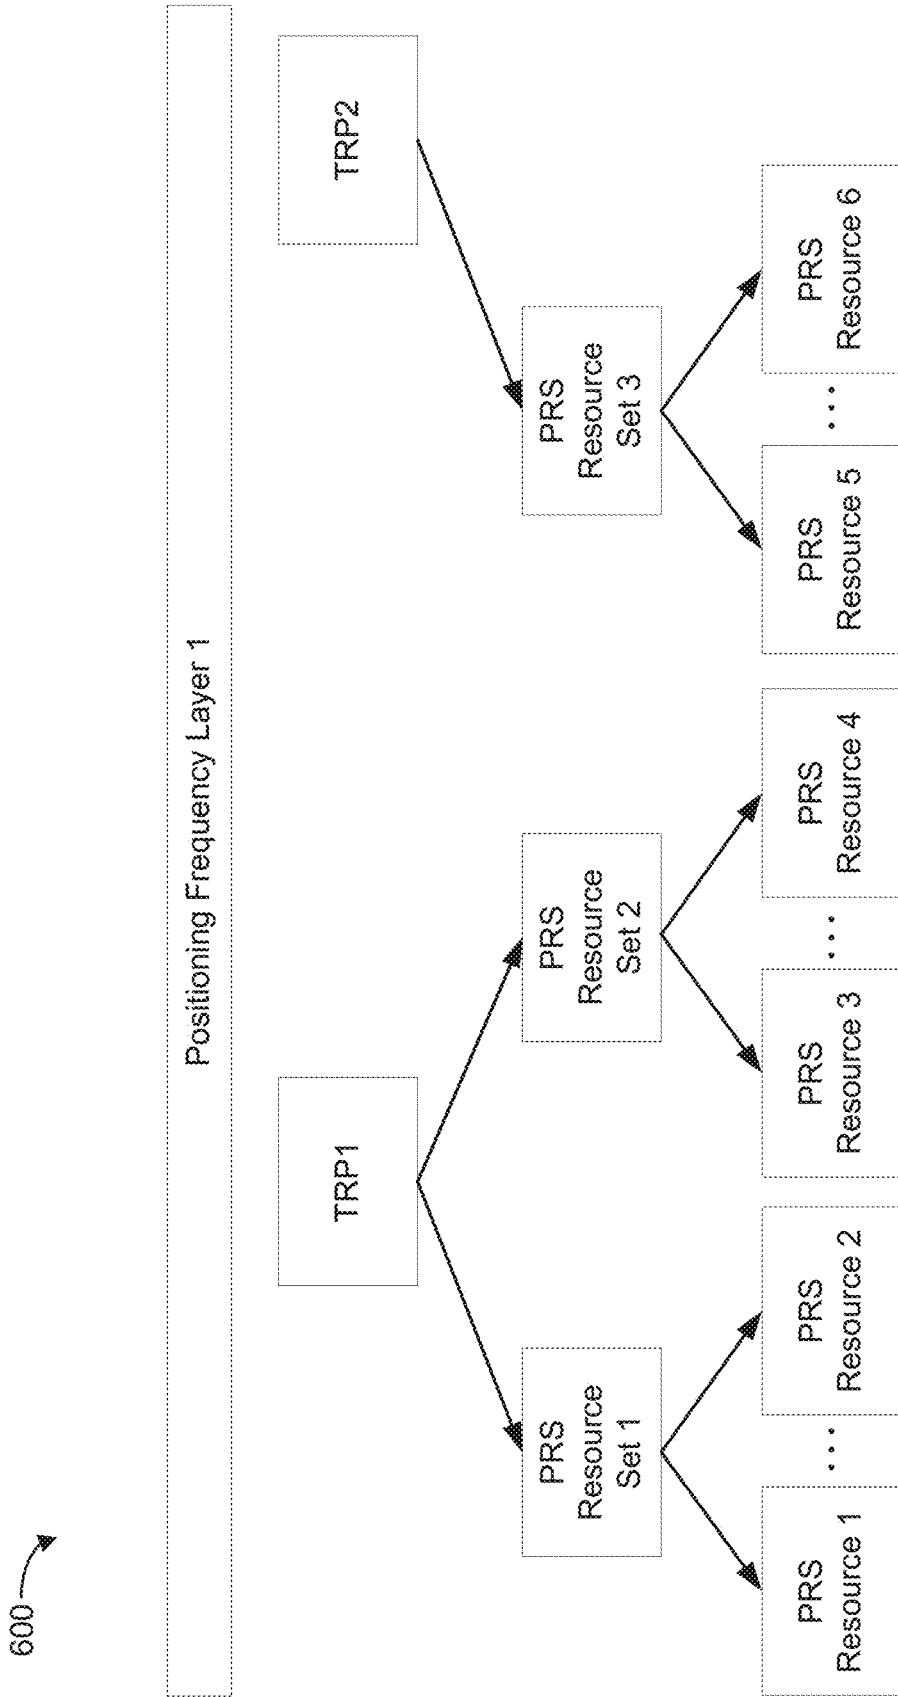 600
Positioning Frequency Layer 1
TRP1
TRP2
PRS
Resource
Set 1
PRS
Resource
Set 2
PRS
Resource
Set 3
PRS
Resource 1
...
PRS
Resource 2
PRS
Resource 3
...
PRS
Resource 4
PRS
Resource 5
...
PRS
Resource 6